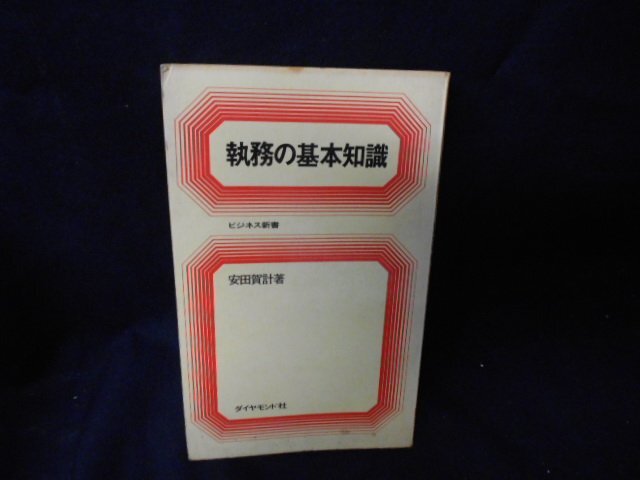 執務の基本知識
ビジネス新書
安田賀計著
ダイヤモンド社